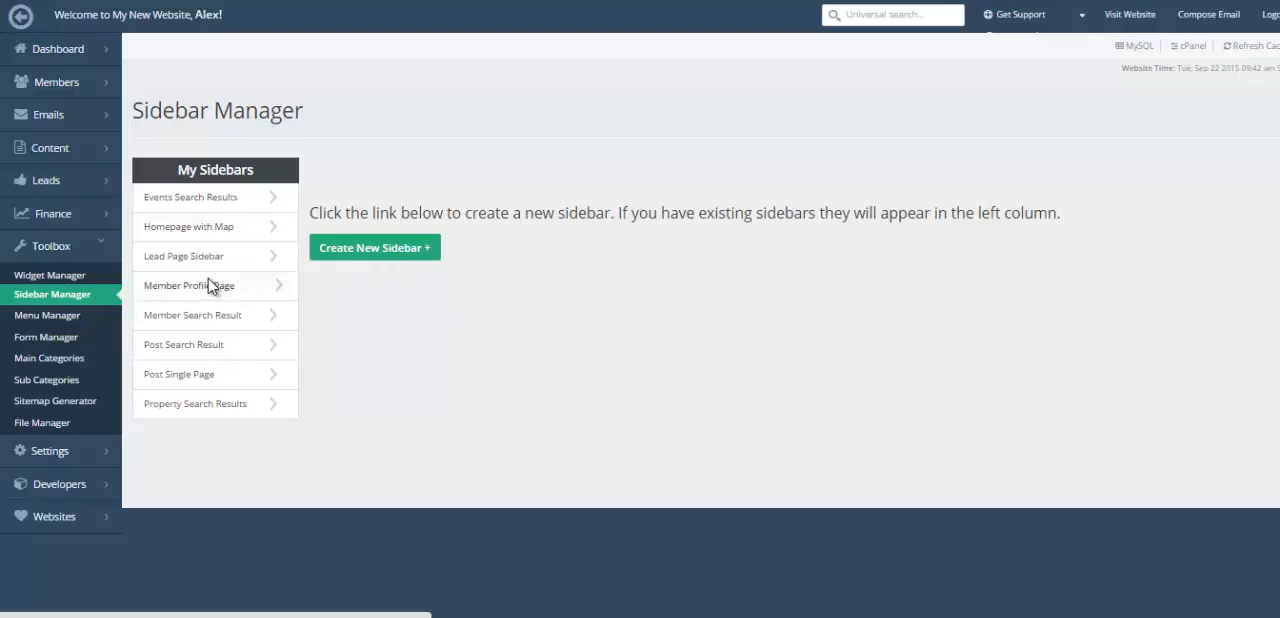 Welcome to My New Website, Alex!
Universal search...
Get Support
Visit Website
Compose Email
Dashboard
Members
Emails
Content
Leads
Finance
Toolbox
Widget Manager
Sidebar Manager
Menu Manager
Form Manager
Main Categories
Sub Categories
Sitemap Generator
File Manager
Settings
Developers
Websites
MySQL
cPanel
Refresh
Website Time: Tue, Sep 22 2015 09:42 am
Sidebar Manager
My Sidebars
Events Search Results
Homepage with Map
Lead Page Sidebar
Member Profile Page
Member Search Result
Post Search Result
Post Single Page
Property Search Results
Click the link below to create a new sidebar. If you have existing sidebars they will appear in the left column.
Create New Sidebar +